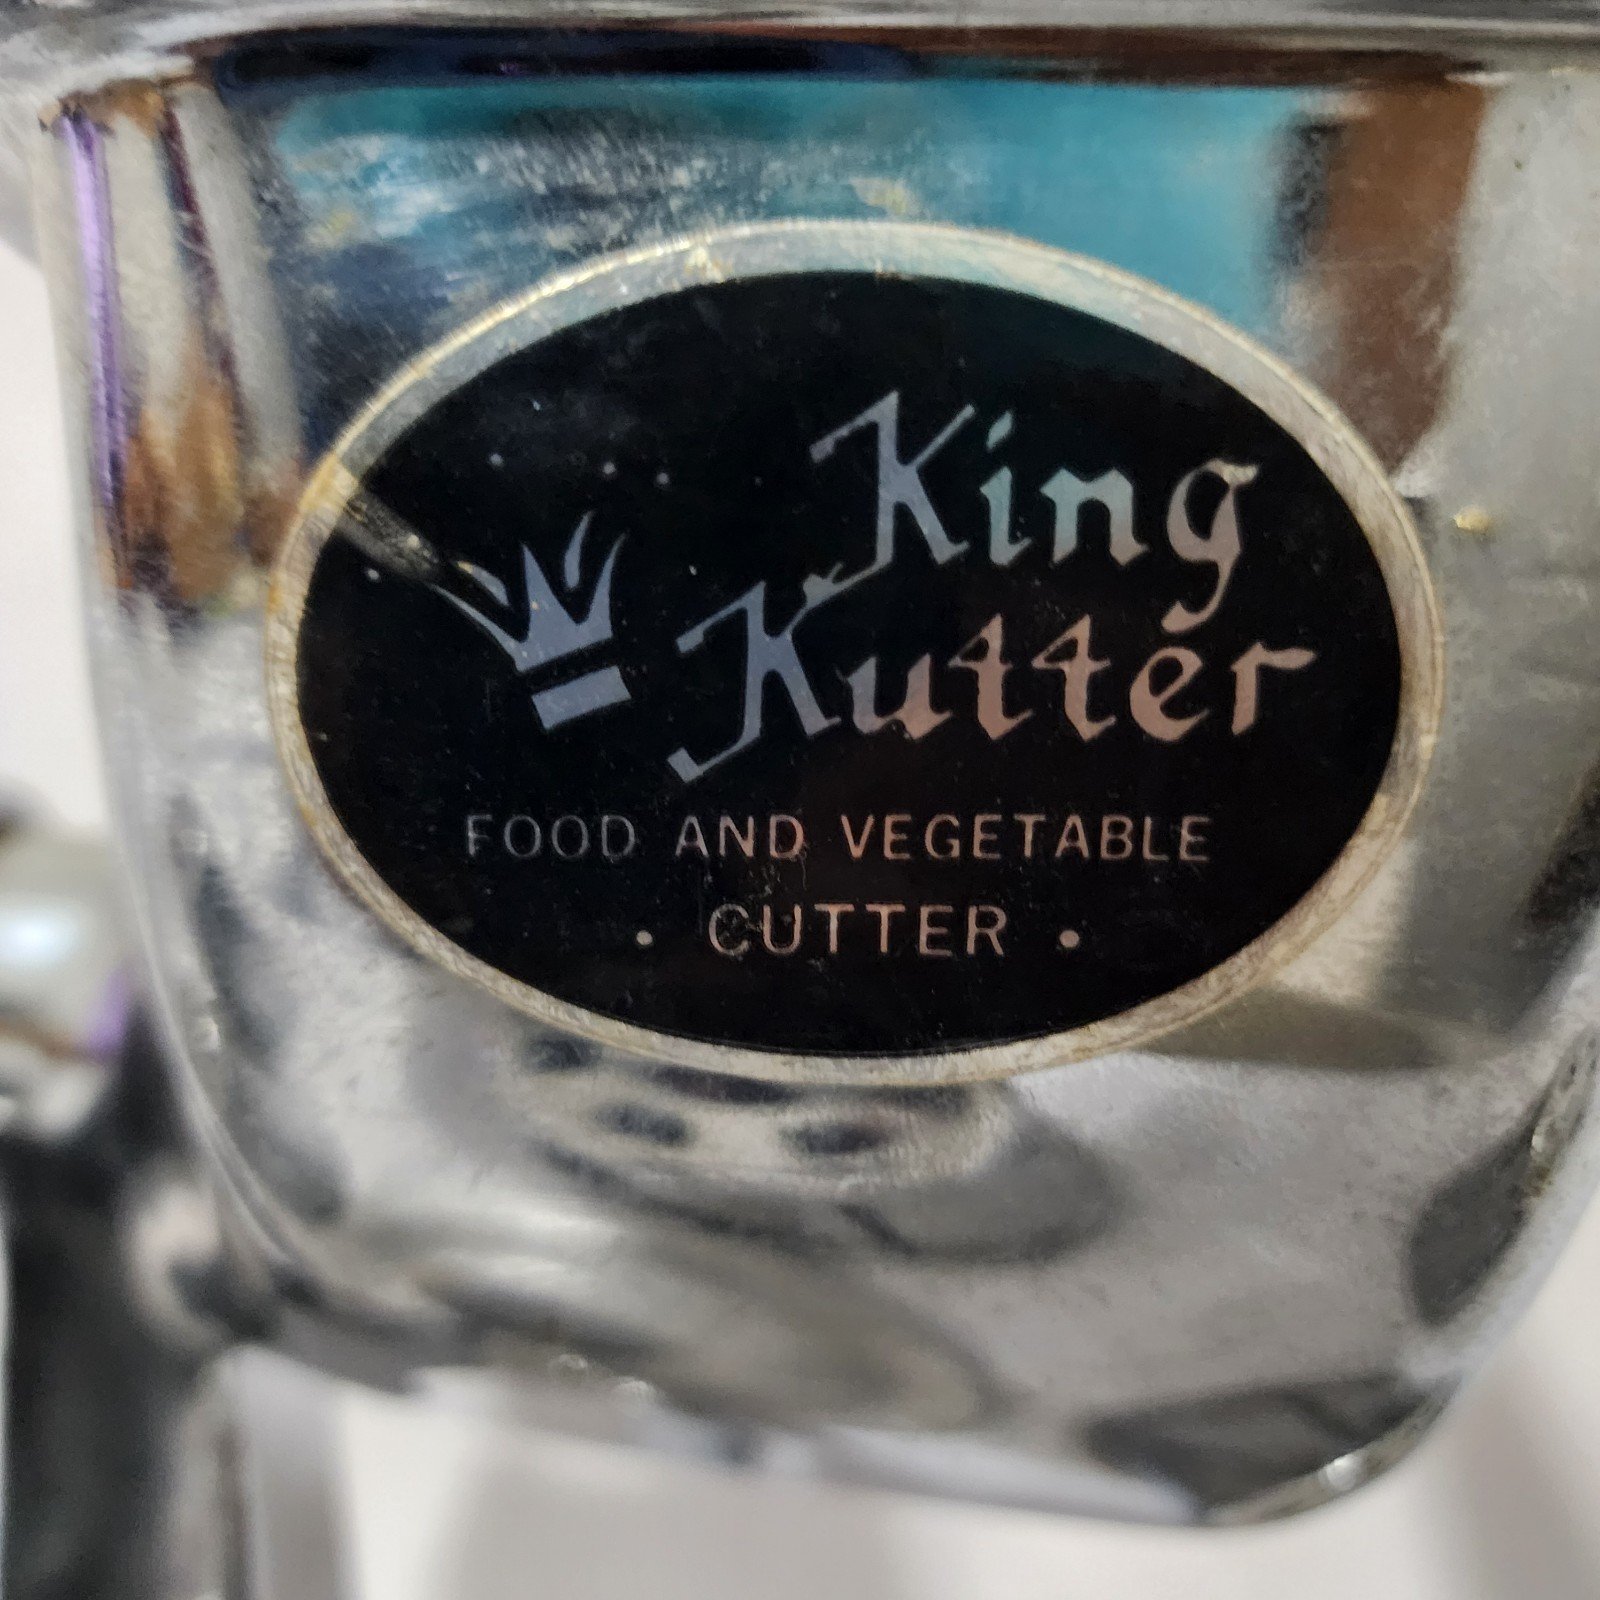 King
Kutter
FOOD AND VEGETABLE
· CUTTER ·